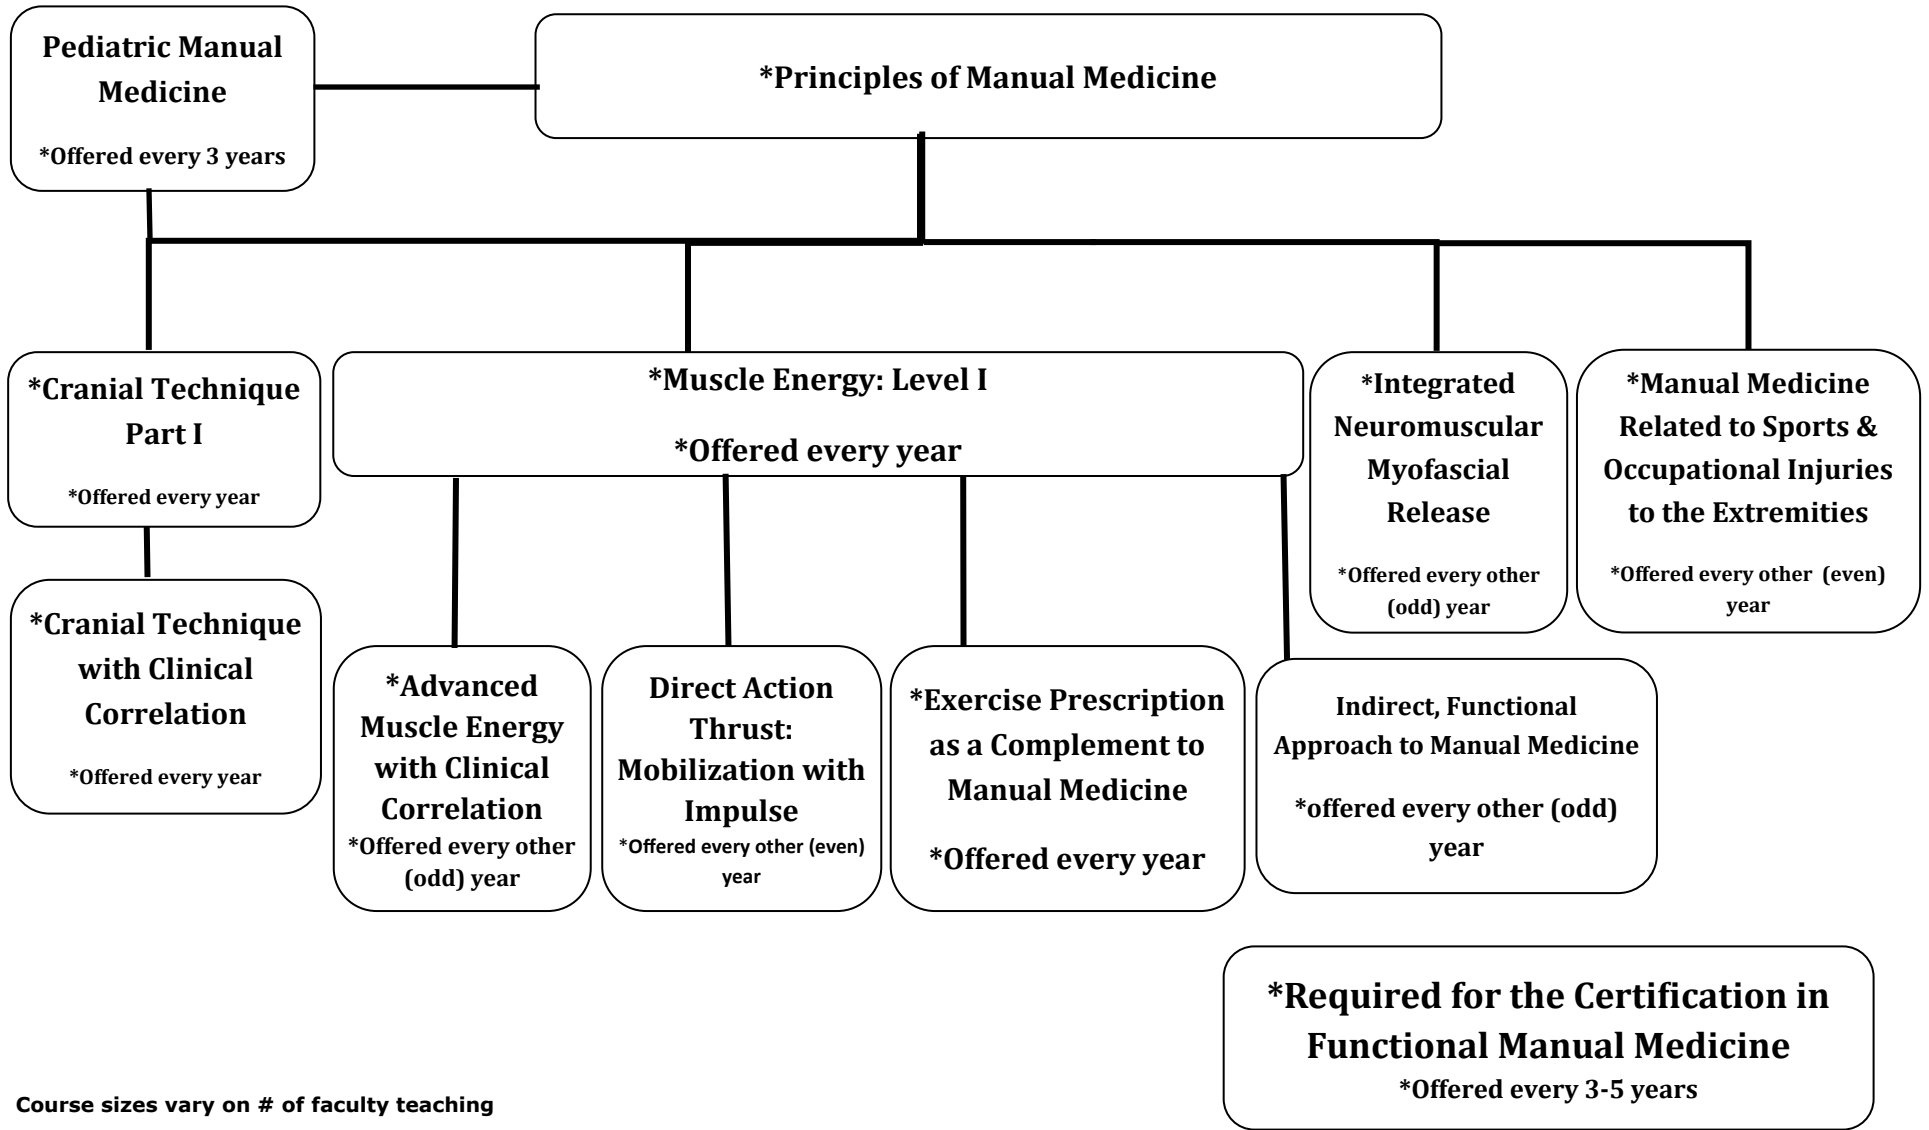 Pediatric Manual
Medicine
*Offered every 3 years
*Principles of Manual Medicine
*Cranial Technique
Part I
*Offered every year
*Muscle Energy: Level I
*Offered every year
*Integrated
Neuromuscular
Myofascial
Release
*Offered every other
(odd) year
*Manual Medicine
Related to Sports &
Occupational Injuries
to the Extremities
*Offered every other (even)
year
*Cranial Technique
with Clinical
Correlation
*Offered every year
*Advanced
Muscle Energy
with Clinical
Correlation
*Offered every other
(odd) year
Direct Action
Thrust:
Mobilization with
Impulse
*Offered every other (even)
year
*Exercise Prescription
as a Complement to
Manual Medicine
*Offered every year
Indirect, Functional
Approach to Manual Medicine
*offered every other (odd)
year
*Required for the Certification in
Functional Manual Medicine
*Offered every 3-5 years
Course sizes vary on # of faculty teaching